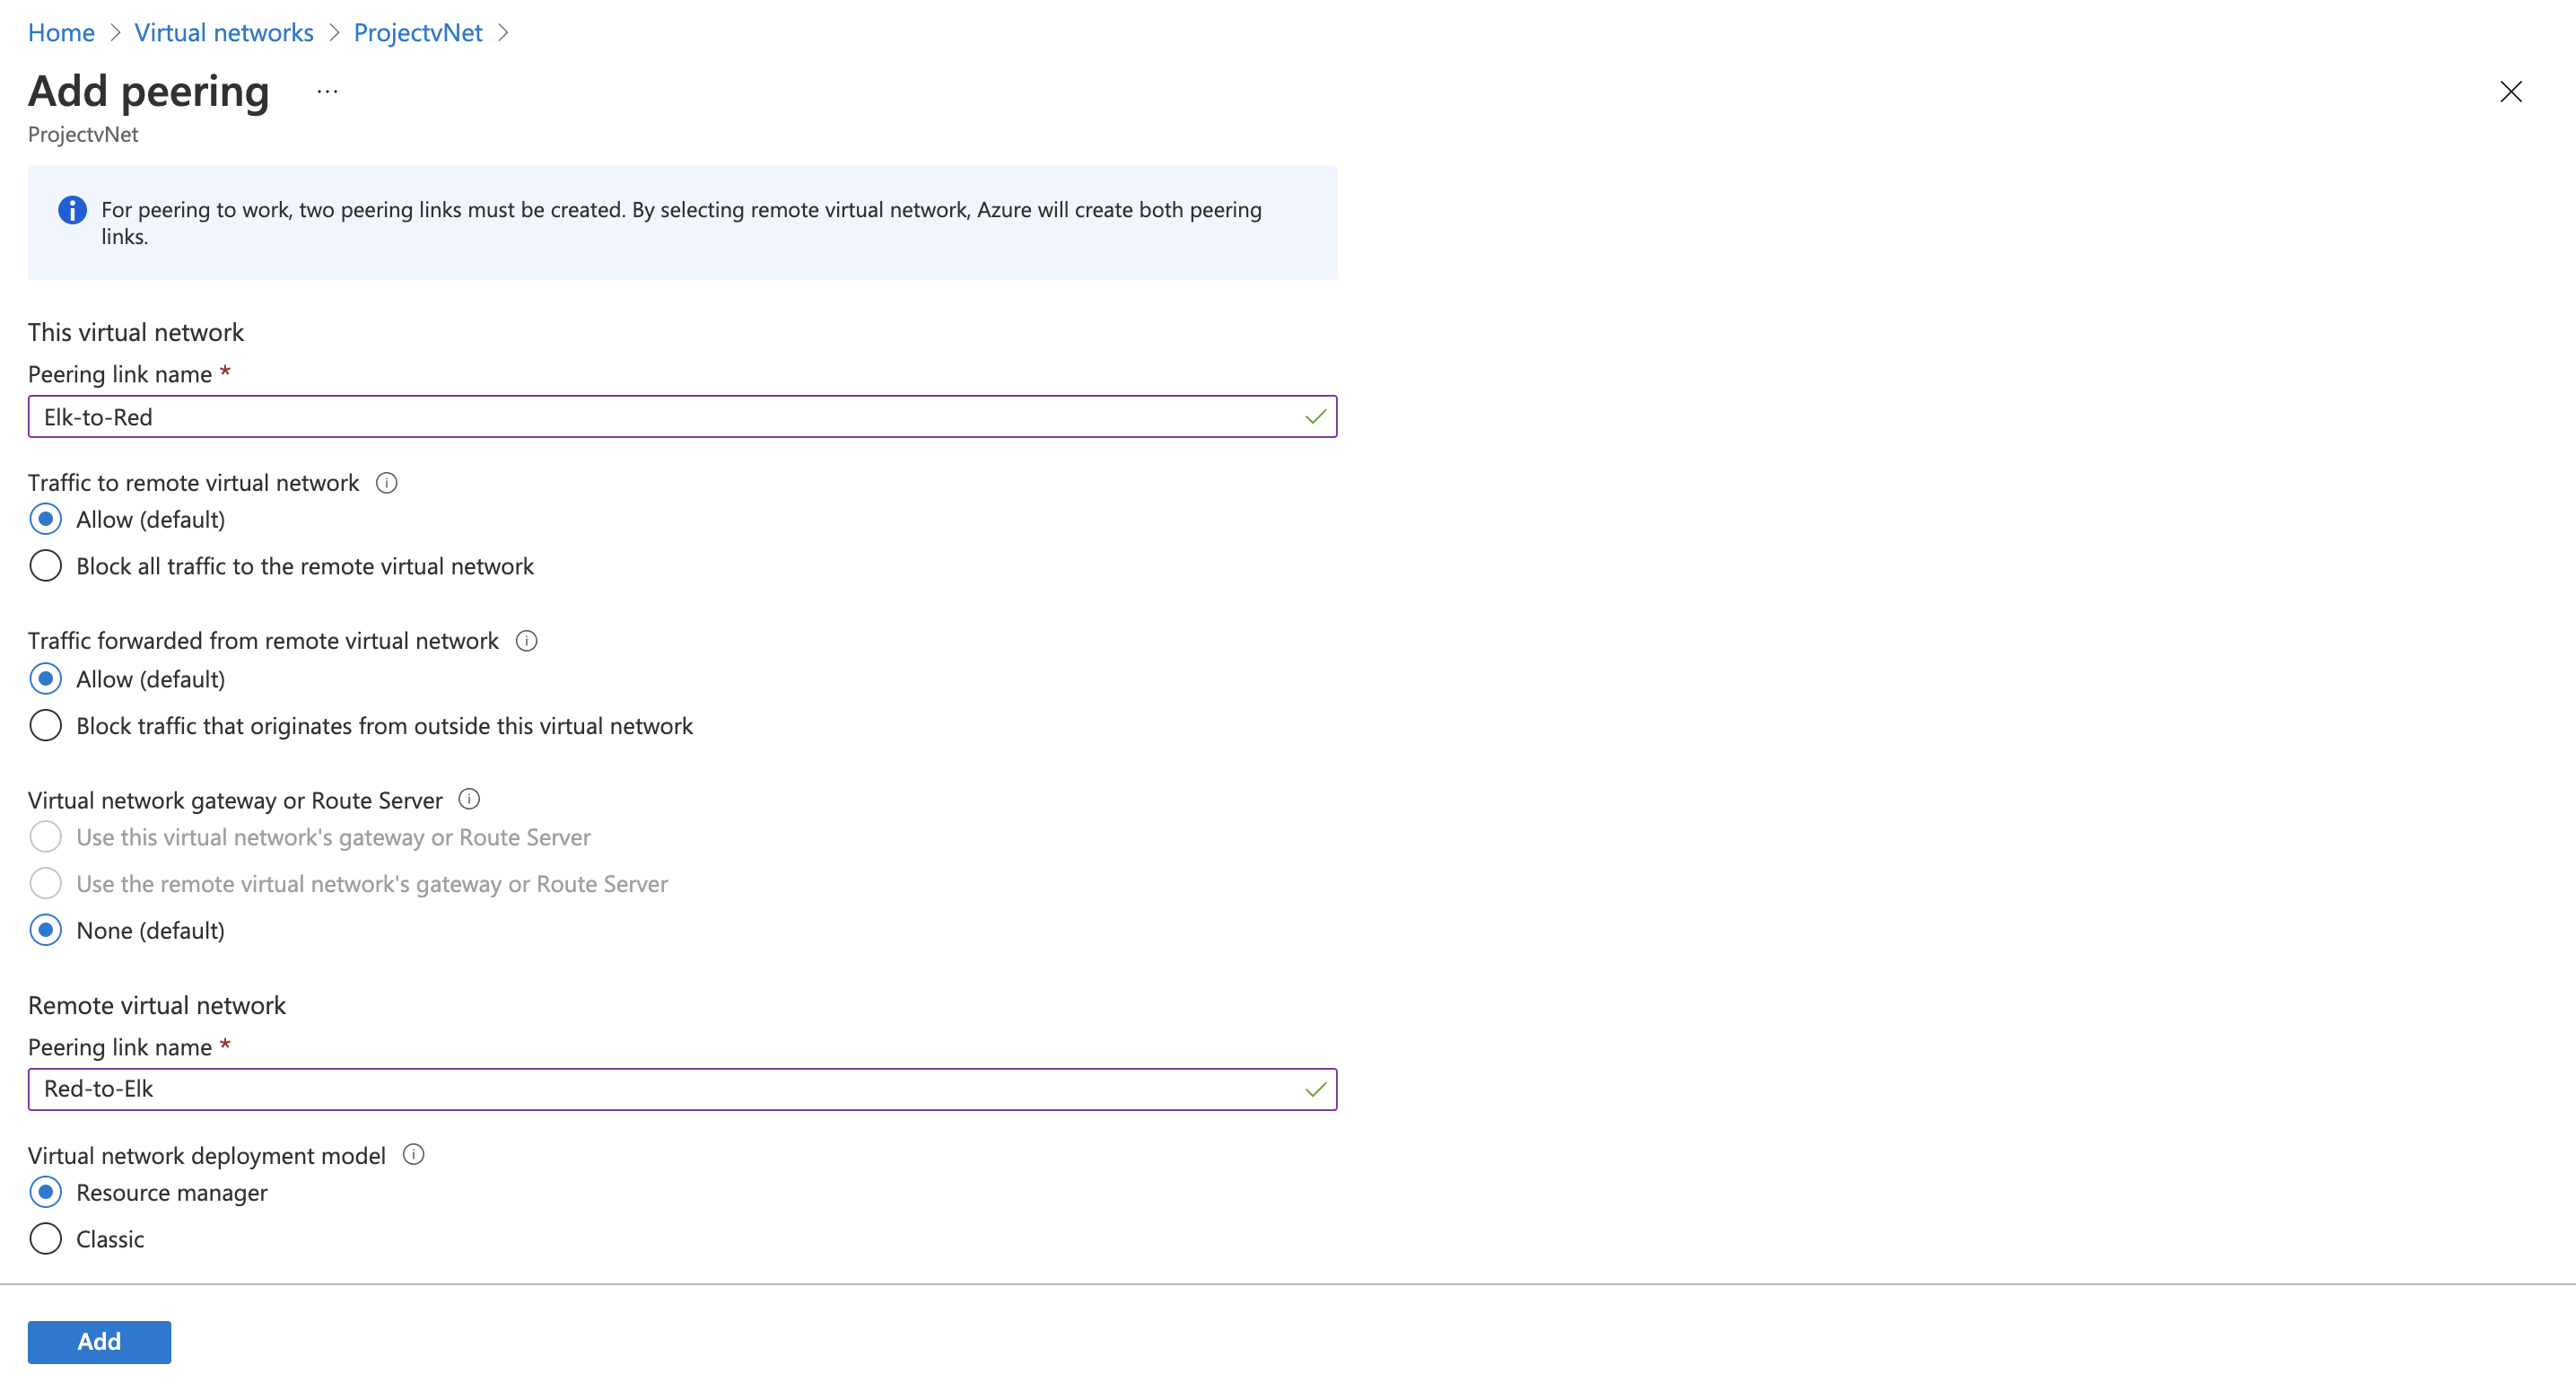 Home > Virtual networks > ProjectvNet >
Add peering ...
ProjectvNet
For peering to work, two peering links must be created. By selecting remote virtual network, Azure will create both peering
links.
This virtual network
Peering link name *
Elk-to-Red
Traffic to remote virtual network
Allow (default)
Block all traffic to the remote virtual network
Traffic forwarded from remote virtual network
Allow (default)
Block traffic that originates from outside this virtual network
Virtual network gateway or Route Server
Use this virtual network's gateway or Route Server
Use the remote virtual network's gateway or Route Server
None (default)
Remote virtual network
Peering link name *
Red-to-Elk
Virtual network deployment model
Resource manager
Classic
Add